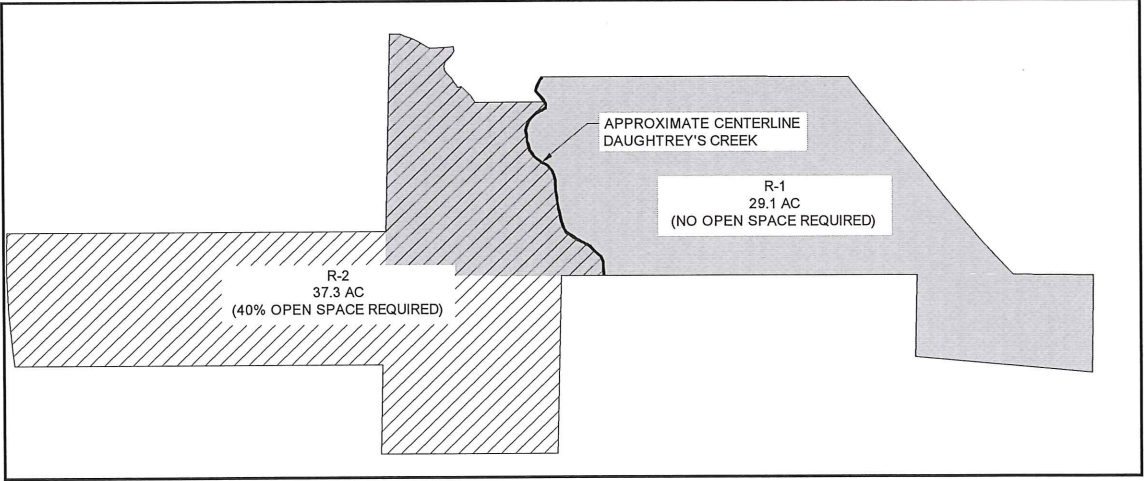 APPROXIMATE CENTERLINE
DAUGHTREY'S CREEK
R-1
29.1 AC
(NO OPEN SPACE REQUIRED)
R-2
37.3 AC
(40% OPEN SPACE REQUIRED)